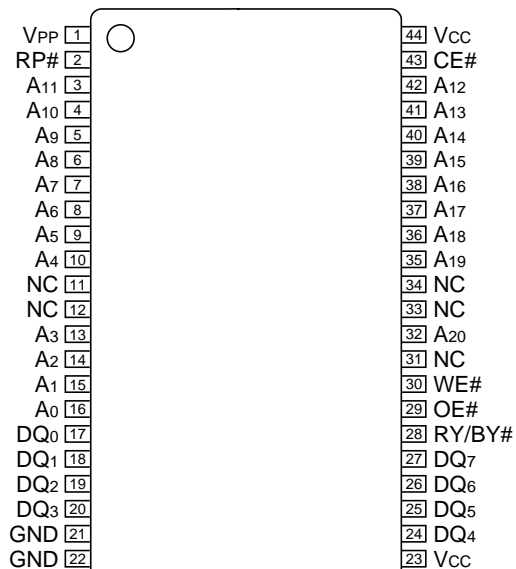 VPP 1 44 VCC
RP# 2 43 CE#
A11 3 42 A12
A10 4 41 A13
A9 5 40 A14
A8 6 39 A15
A7 7 38 A16
A6 8 37 A17
A5 9 36 A18
A4 10 35 A19
NC 11 34 NC
NC 12 33 NC
A3 13 32 A20
A2 14 31 NC
A1 15 30 WE#
A0 16 29 OE#
DQ0 17 28 RY/BY#
DQ1 18 27 DQ7
DQ2 19 26 DQ6
DQ3 20 25 DQ5
GND 21 24 DQ4
GND 22 23 VCC